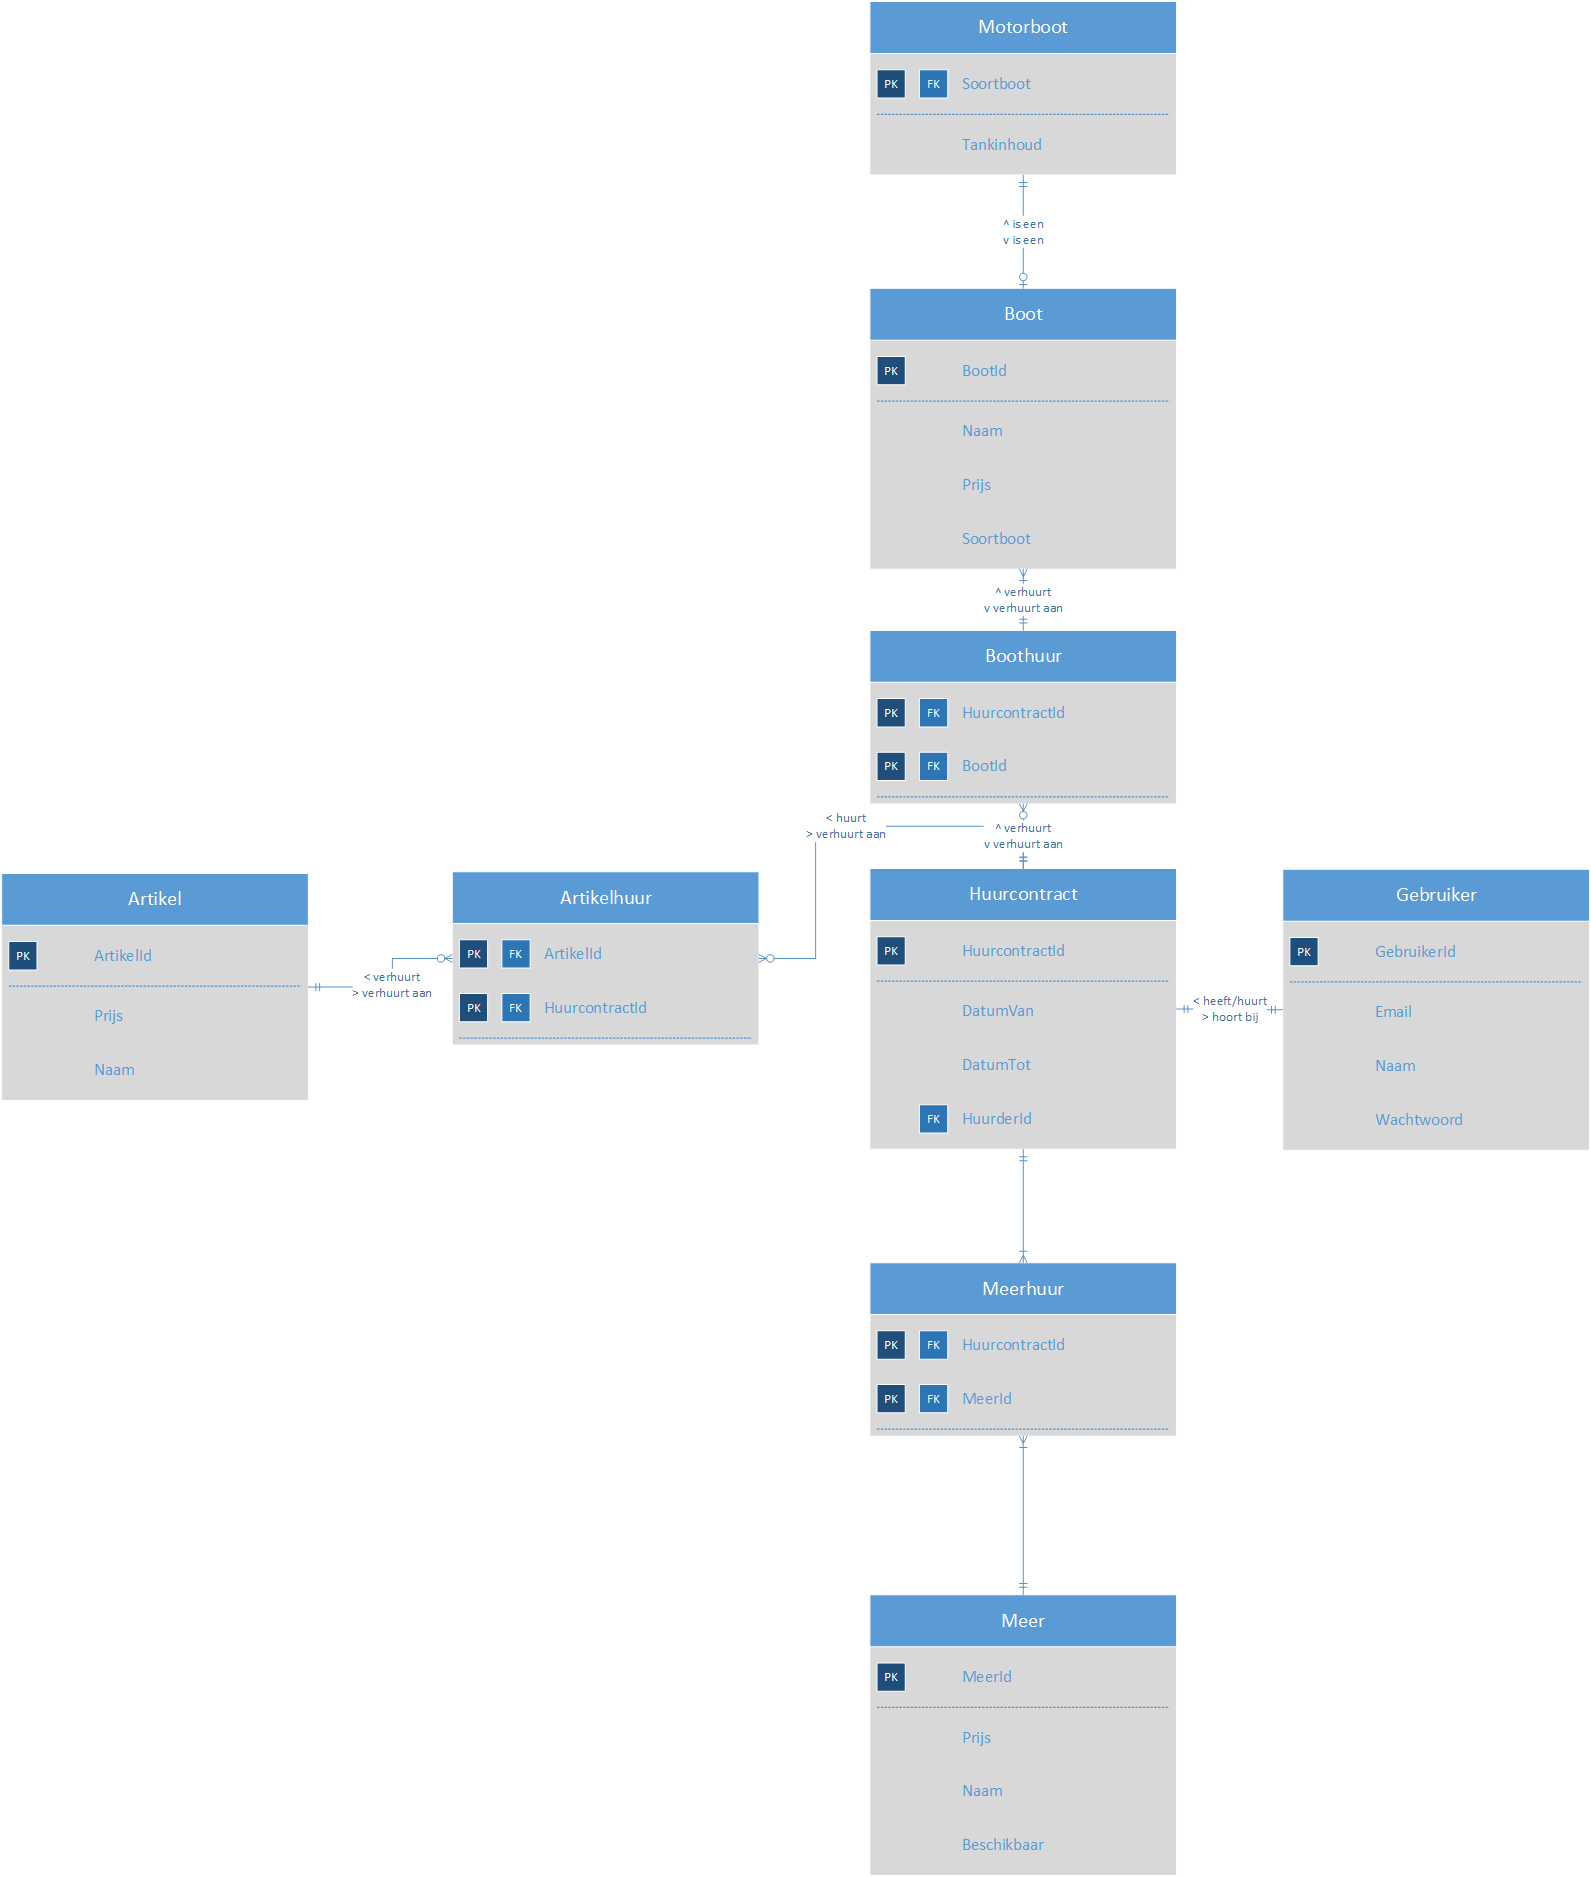 Motorboot
PK FK Soortboot
Tankinhoud
^ is een
v is een
Boot
PK BootId
Naam
Prijs
Soortboot
^ verhuurt
v verhuurt aan
Boothuur
PK FK HuurcontractId
PK FK BootId
< huurt
> verhuurt aan
^ verhuurt
v verhuurt aan
Artikel
PK ArtikelId
Prijs
Naam
< verhuurt
> verhuurt aan
Artikelhuur
PK FK ArtikelId
PK FK HuurcontractId
Huurcontract
PK HuurcontractId
DatumVan
DatumTot
FK HuurderId
< heeft/huurt
> hoort bij
Gebruiker
PK GebruikerId
Email
Naam
Wachtwoord
Meerhuur
PK FK HuurcontractId
PK FK MeerId
Meer
PK MeerId
Prijs
Naam
Beschikbaar